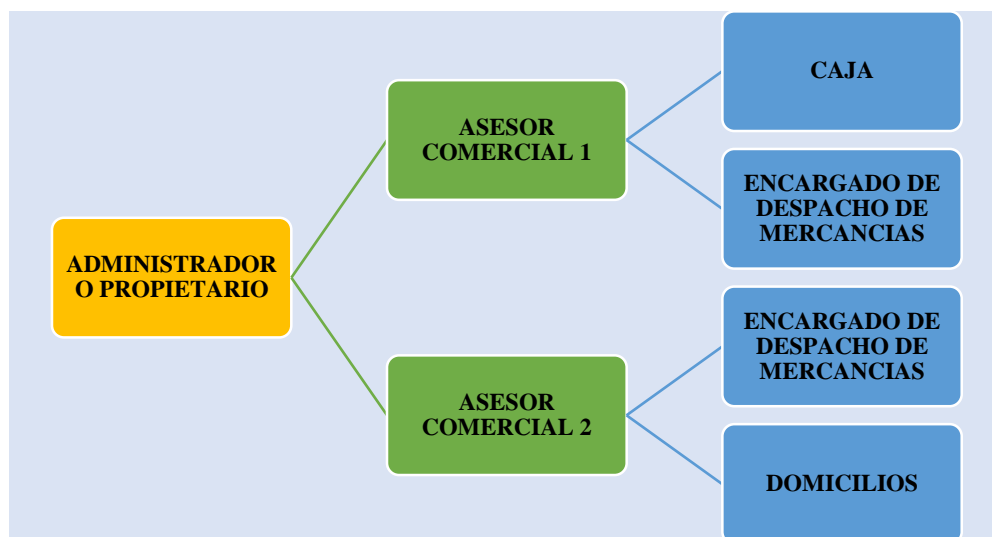 CAJA
ASESOR
COMERCIAL 1
ENCARGADO DE
DESPACHO DE
MERCANCIAS
ADMINISTRADOR
O PROPIETARIO
ENCARGADO DE
DESPACHO DE
MERCANCIAS
ASESOR
COMERCIAL 2
DOMICILIOS